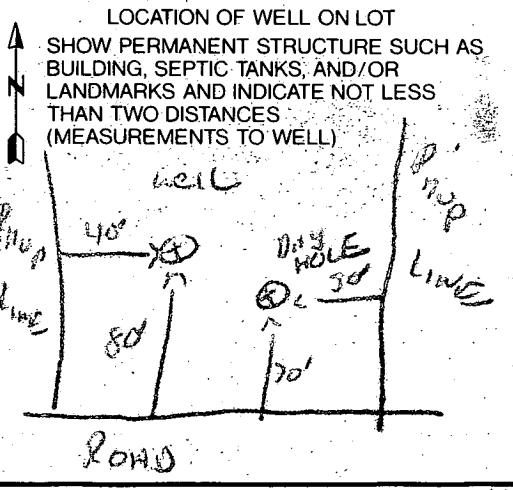 LOCATION OF WELL ON LOT
SHOW PERMANENT STRUCTURE SUCH AS
BUILDING, SEPTIC TANKS, AND/OR
LANDMARKS AND INDICATE NOT LESS
THAN TWO DISTANCES
(MEASUREMENTS TO WELL)
N
well
40'
DRY
HOLE
30'
LINE
LINE
80'
70'
ROAD